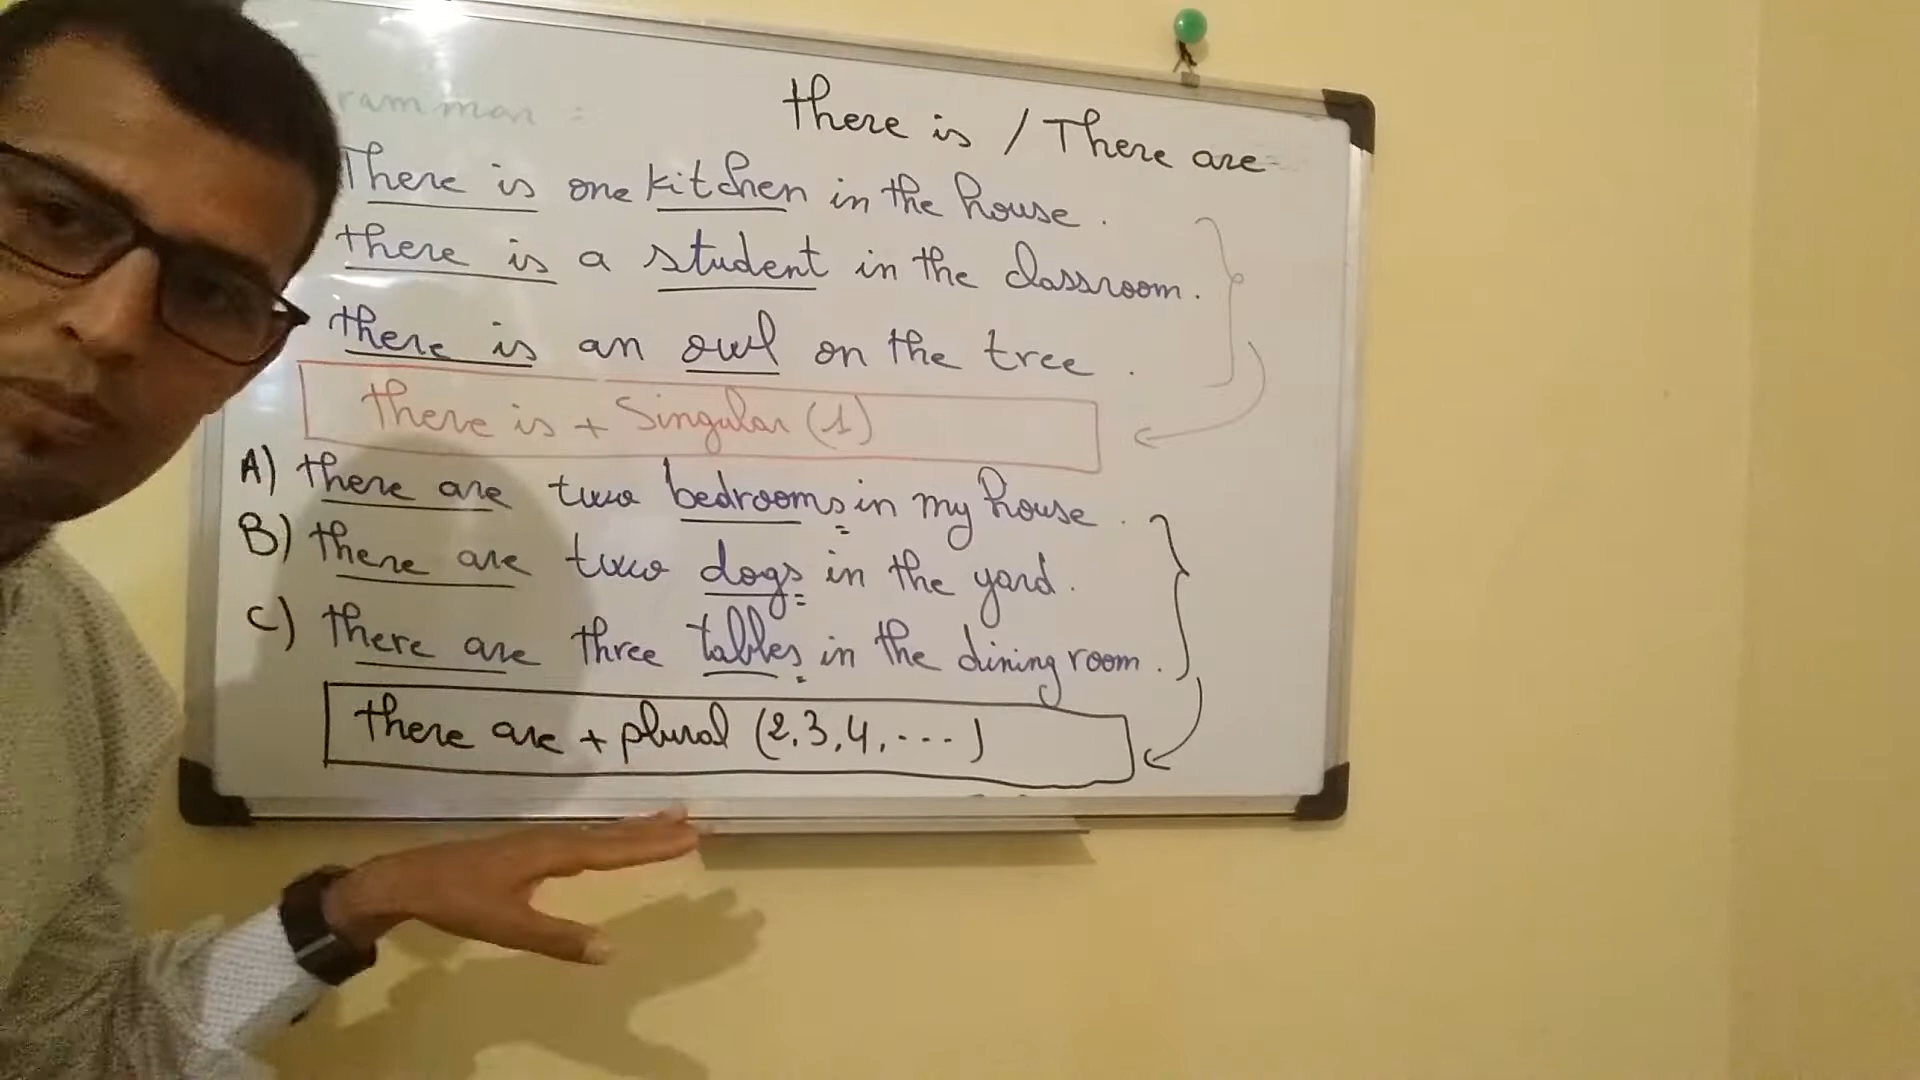 rammar =
there is / There are
There is one kitchen in the house.
there is a student in the classroom.
there is an owl on the tree.
there is + Singular (1)
A) there are two bedrooms in my house.
B) there are two dogs in the yard.
C) there are three tables in the dining room.
there are + plural (2, 3, 4, ... )